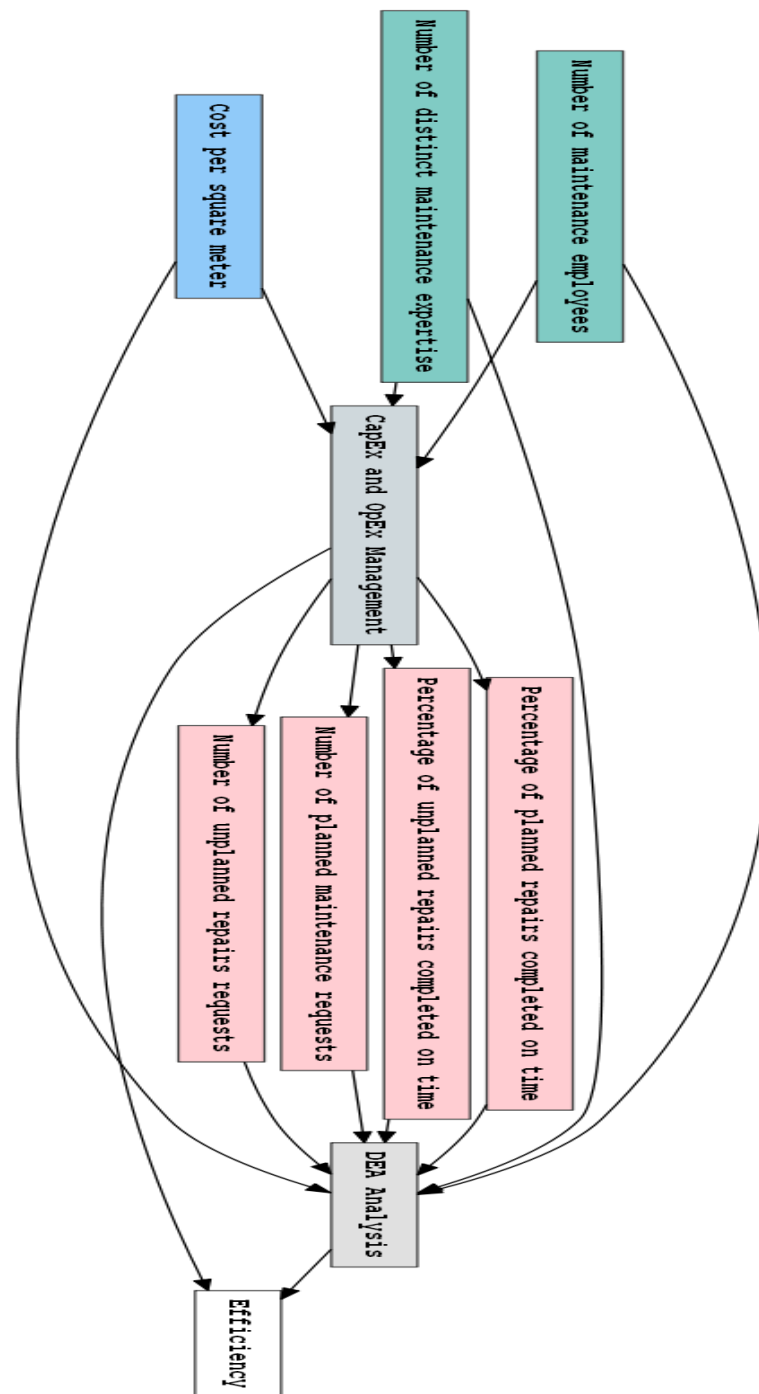 Number of maintenance employees
Number of distinct maintenance expertise
Cost per square meter
CapEx and OpEx Management
Percentage of planned repairs completed on time
Percentage of unplanned repairs completed on time
Number of planned maintenance requests
Number of unplanned repairs requests
DEA Analysis
Efficiency